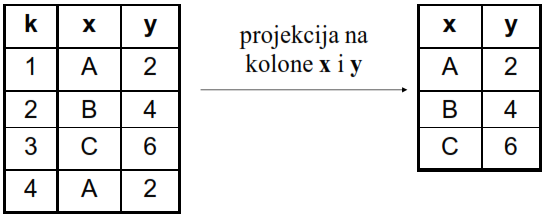 k x y
1 A 2
2 B 4
3 C 6
4 A 2
projekcija na
kolone x i y
x y
A 2
B 4
C 6